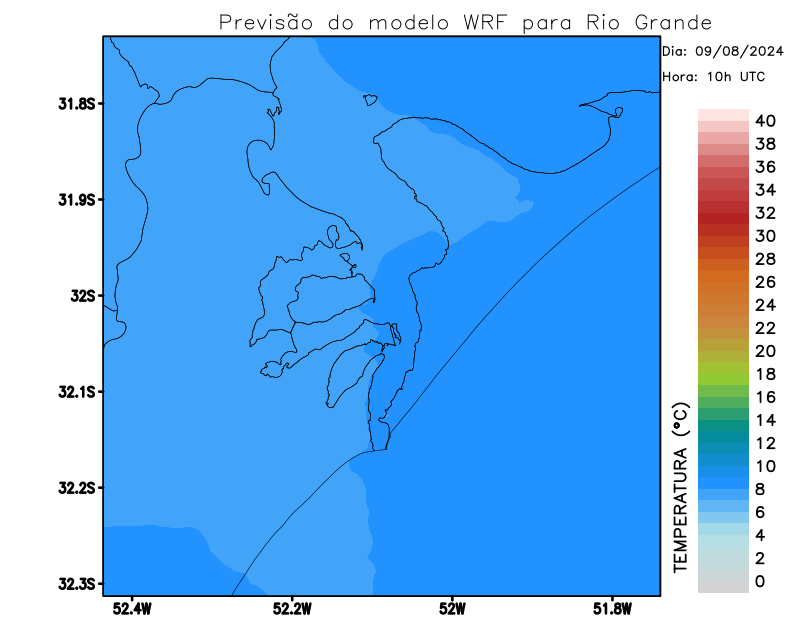 Previsão do modelo WRF para Rio Grande
Dia: 09/08/2024
Hora: 10h UTC
31.8S
31.9S
32S
32.1S
32.2S
32.3S
52.4W
52.2W
52W
51.8W
TEMPERATURA (°C)
40
38
36
34
32
30
28
26
24
22
20
18
16
14
12
10
8
6
4
2
0